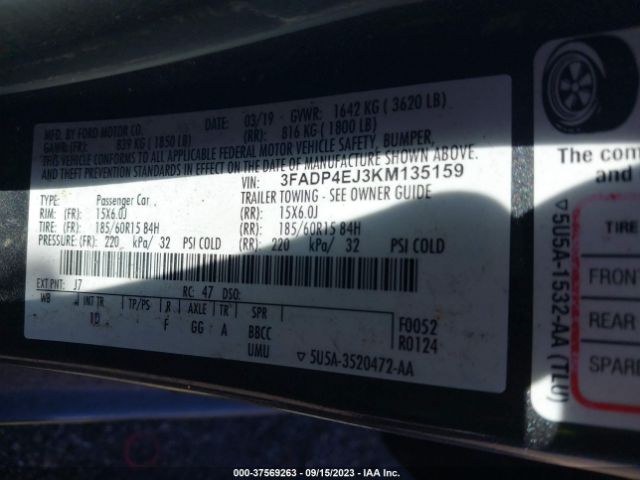 MFD. BY FORD MOTOR CO.
DATE: 03/19 GVWR: 1642 KG ( 3620 LB)
GAWR:(FR): 839 KG ( 1850 LB) (RR): 816 KG ( 1800 LB)
THIS VEHICLE CONFORMS TO ALL APPLICABLE FEDERAL MOTOR VEHICLE SAFETY, BUMPER,
AND THEFT PREVENTION STANDARDS IN EFFECT ON THE DATE OF MANUFACTURE SHOWN ABOVE.
VIN: 3FADP4EJ3KM135159
TYPE: Passenger Car TRAILER TOWING - SEE OWNER GUIDE
RIM: (FR): 15X6.0J (RR): 15X6.0J
TIRE: (FR): 185/60R15 84H (RR): 185/60R15 84H
PRESSURE: (FR): 220 kPa/ 32 PSI COLD (RR): 220 kPa/ 32 PSI COLD
EXT PNT: J7 RC: 47 DSO:
WB INT TR TP/PS R AXLE TR SPR
10 F GG A BBCC F0052
UMU ▽5U5A-3520472-AA R0124
The com
TIRE
FRONT
REAR
SPARE
▽5U5A-1532-AA (TLU)
000-37569263 - 09/15/2023 - IAA Inc.